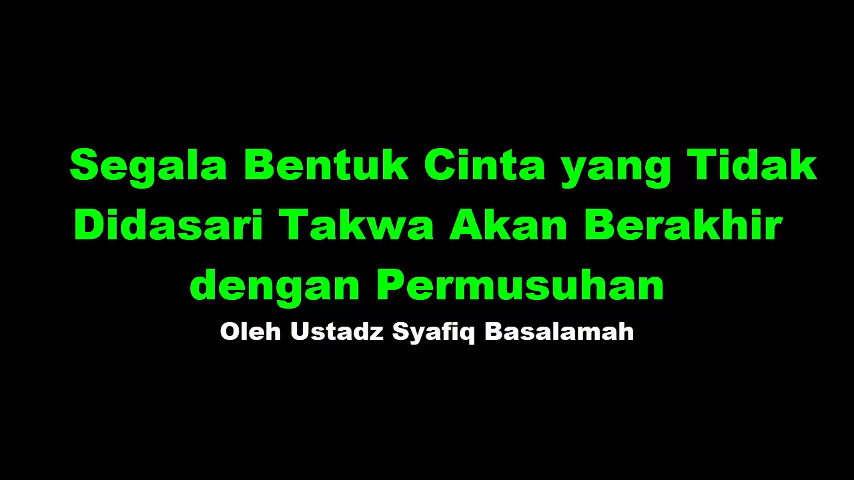 Segala Bentuk Cinta yang Tidak
Didasari Takwa Akan Berakhir
dengan Permusuhan
Oleh Ustadz Syafiq Basalamah